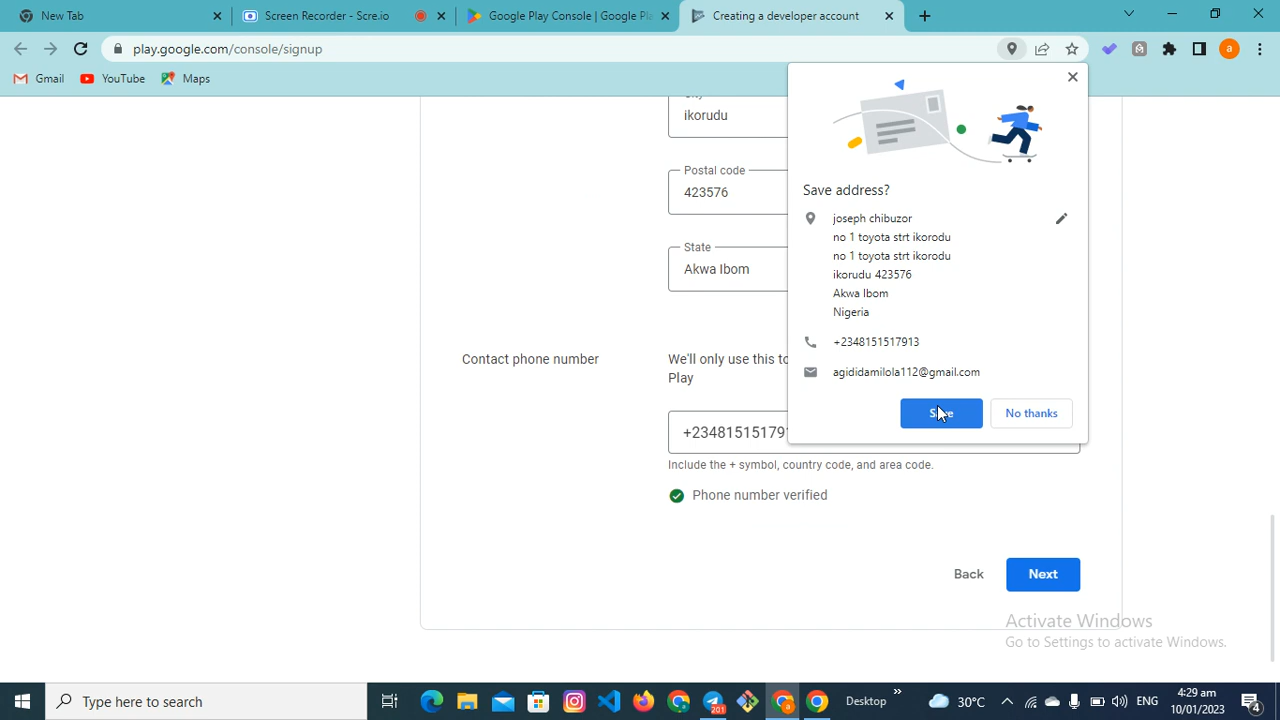 New Tab
Screen Recorder - Scre.io
Google Play Console | Google Pl
Creating a developer account
play.google.com/console/signup
a
Gmail
YouTube
Maps
ikorudu
Postal code
423576
State
Akwa Ibom
Contact phone number
We'll only use this to
Play
+23481515179
Include the + symbol, country code, and area code.
Phone number verified
Back
Next
Save address?
joseph chibuzor
no 1 toyota strt ikorodu
no 1 toyota strt ikorodu
ikorudu 423576
Akwa Ibom
Nigeria
+2348151517913
agididamilola112@gmail.com
No thanks
Activate Windows
Go to Settings to activate Windows.
Type here to search
201
Desktop
»
30°C
ENG
4:29 am
10/01/2023
4